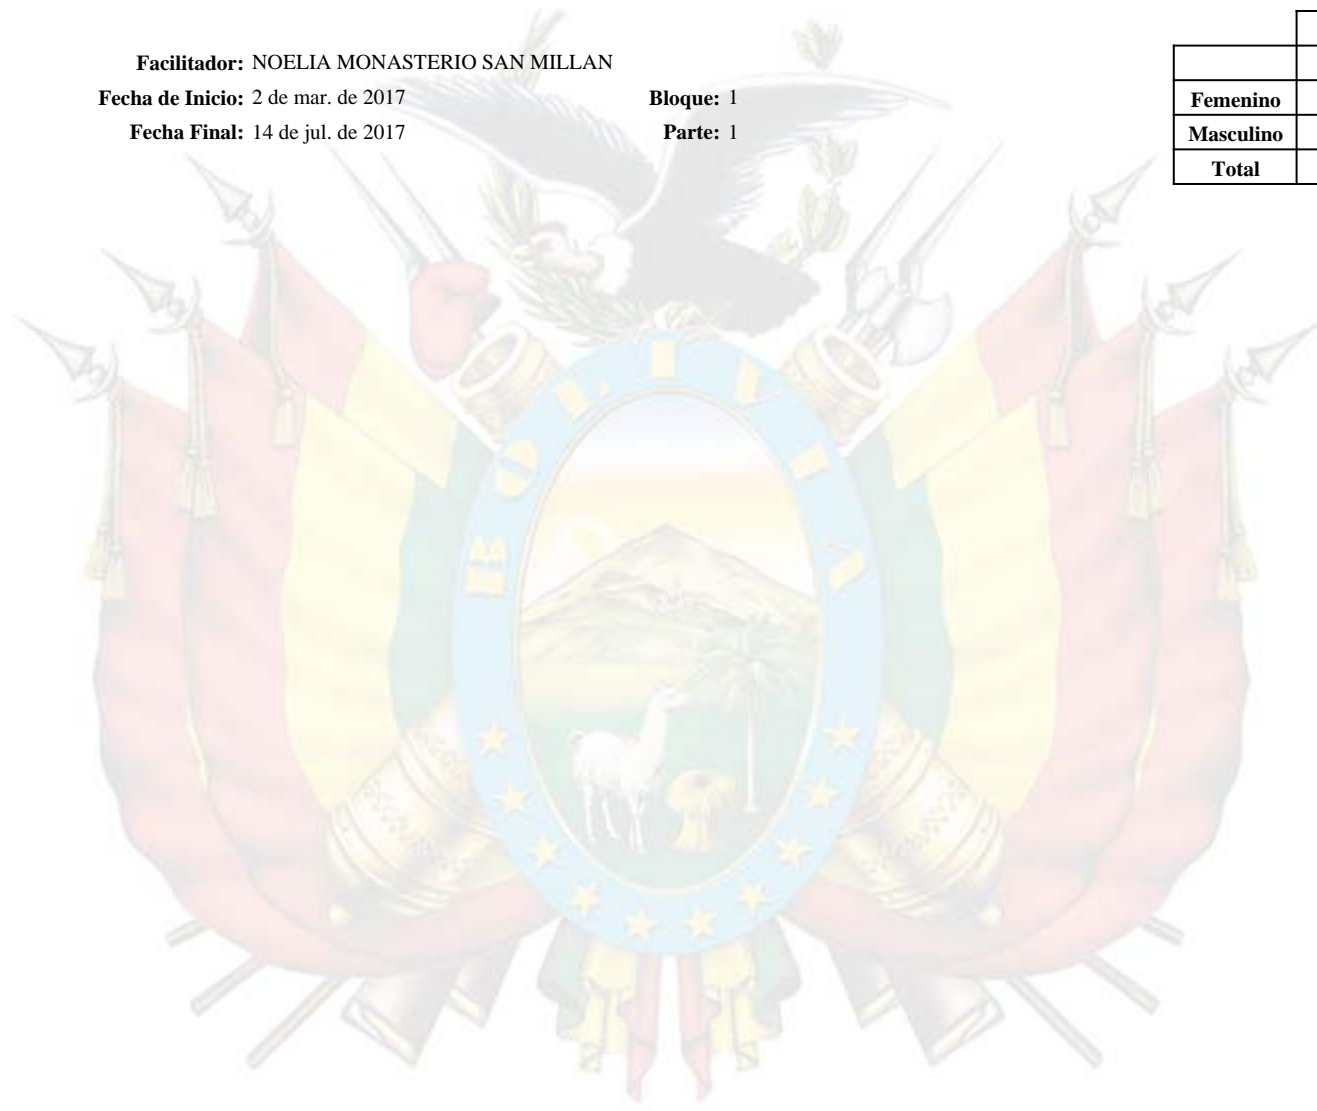 Facilitador: NOELIA MONASTERIO SAN MILLAN
Fecha de Inicio: 2 de mar. de 2017 Bloque: 1
Fecha Final: 14 de jul. de 2017 Parte: 1
Femenino
Masculino
Total
BOLIVIA